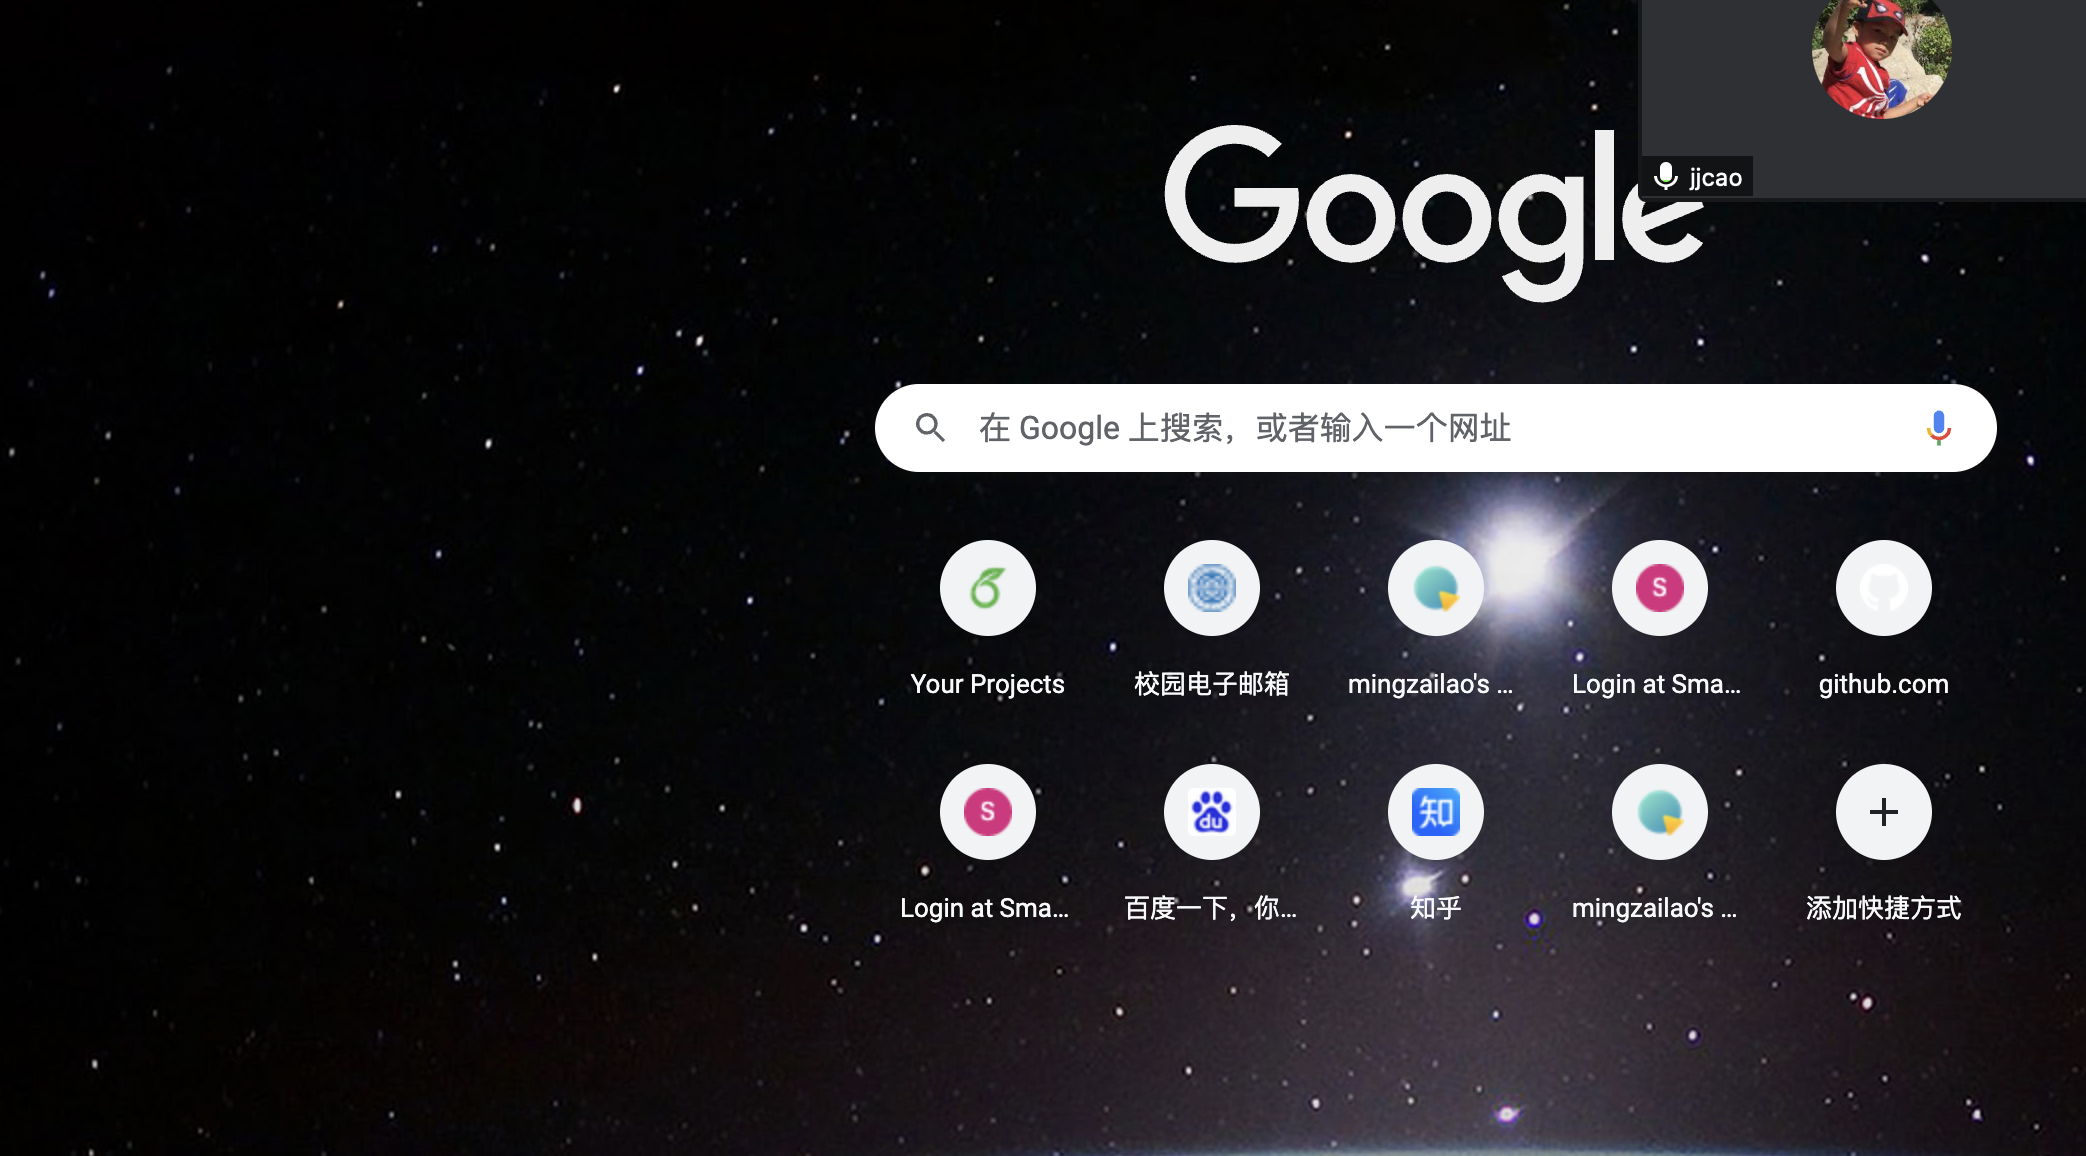 Google
jjcao
在 Google 上搜索，或者输入一个网址
Your Projects
校园电子邮箱
mingzailao's ...
Login at Sma...
github.com
S
S
du
知
Login at Sma...
百度一下，你...
知乎
mingzailao's ...
添加快捷方式